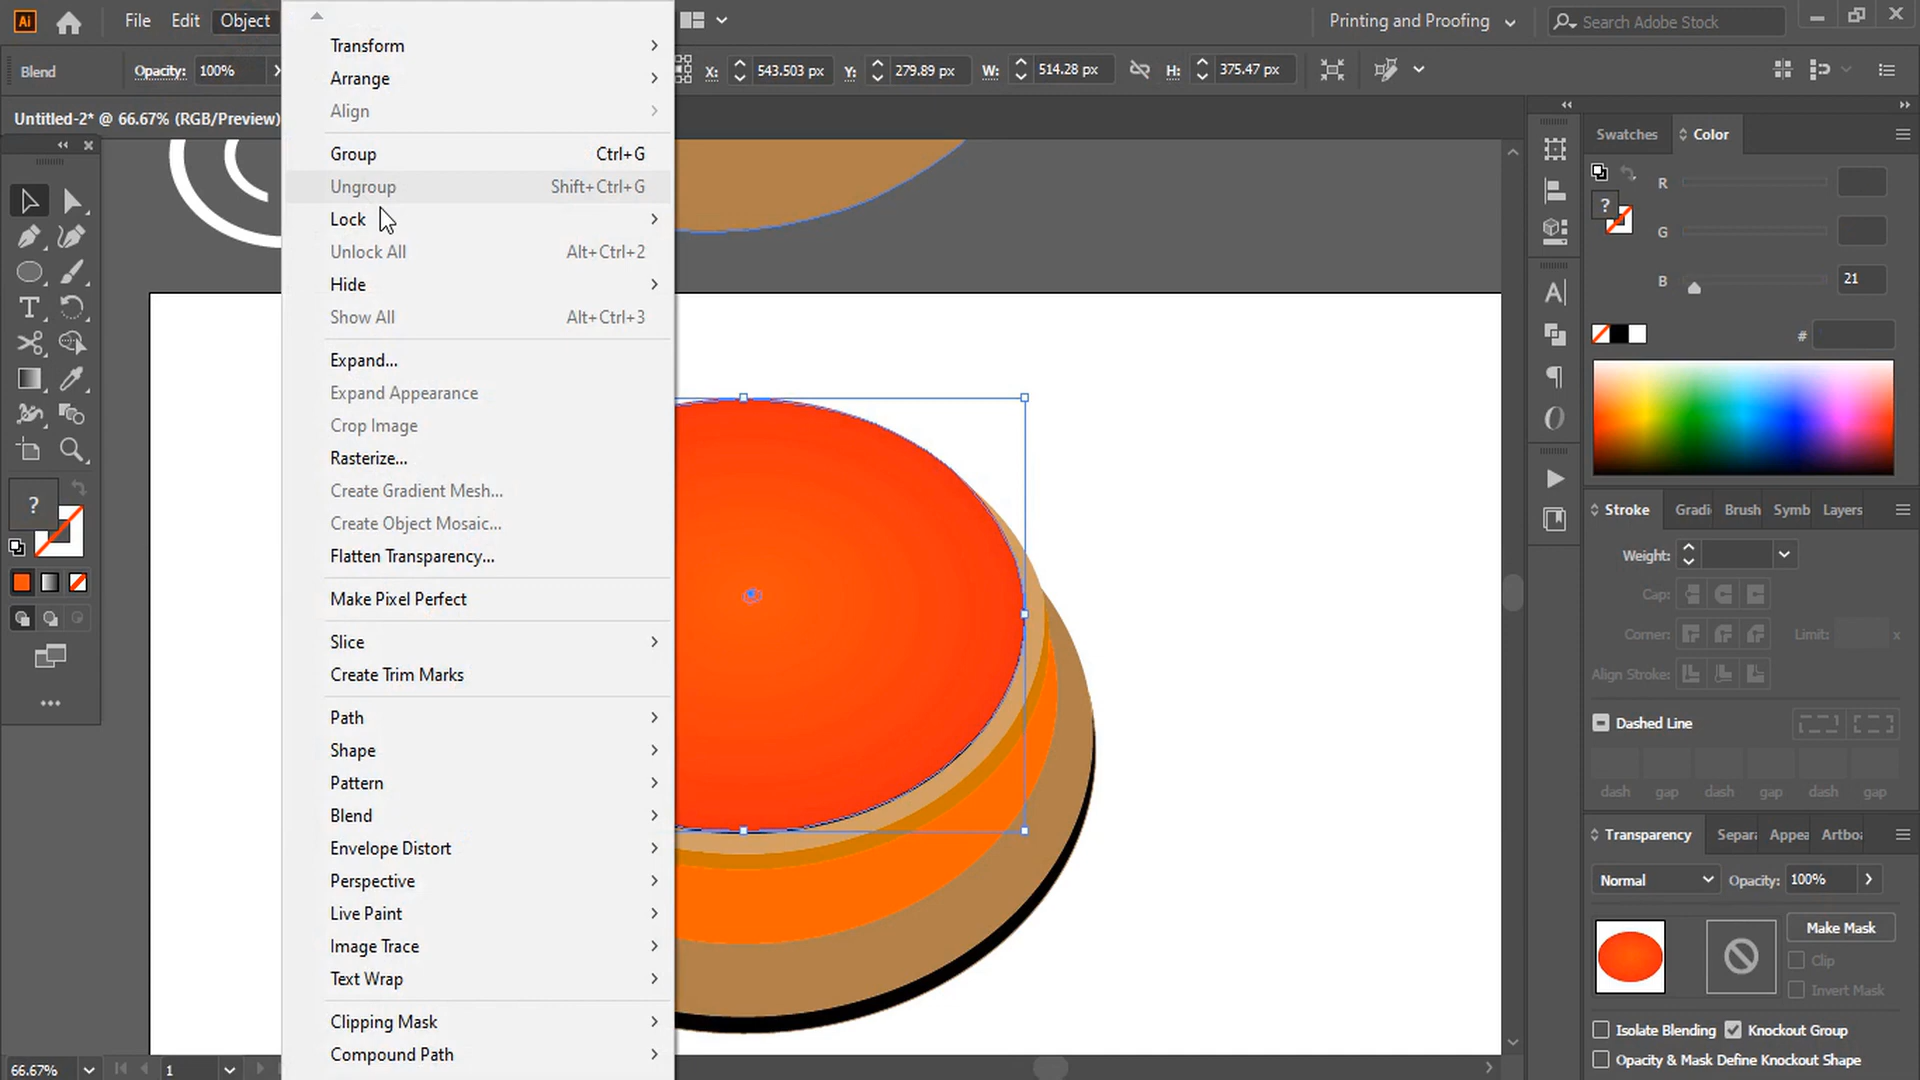 Ai File Edit Object Printing and Proofing Search Adobe Stock
Blend Opacity: 100% X: 543.503 px Y: 279.89 px W: 514.28 px H: 375.47 px
Untitled-2* @ 66.67% (RGB/Preview)
Transform
Arrange
Align
Group Ctrl+G
Ungroup Shift+Ctrl+G
Lock
Unlock All Alt+Ctrl+2
Hide
Show All Alt+Ctrl+3
Expand...
Expand Appearance
Crop Image
Rasterize...
Create Gradient Mesh...
Create Object Mosaic...
Flatten Transparency...
Make Pixel Perfect
Slice
Create Trim Marks
Path
Shape
Pattern
Blend
Envelope Distort
Perspective
Live Paint
Image Trace
Text Wrap
Clipping Mask
Compound Path
Swatches Color
R
G
B 21
#
Stroke Gradi Brush Symb Layers
Weight:
Cap:
Corner: Limit: x
Align Stroke:
Dashed Line
dash gap dash gap dash gap
Transparency Separ Appea Artbo
Normal Opacity: 100%
Make Mask
Clip
Invert Mask
Isolate Blending Knockout Group
Opacity & Mask Define Knockout Shape
66.67% 1